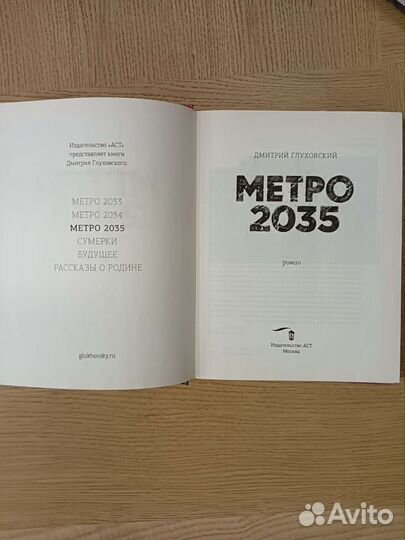 Издательство «АСТ»
представляет книги
Дмитрия Глуховского:
МЕТРО 2033
МЕТРО 2034
МЕТРО 2035
СУМЕРКИ
БУДУЩЕЕ
РАССКАЗЫ О РОДИНЕ
glukhovsky.ru
ДМИТРИЙ ГЛУХОВСКИЙ
МЕТРО
2035
роман
Издательство АСТ
Москва
Avito